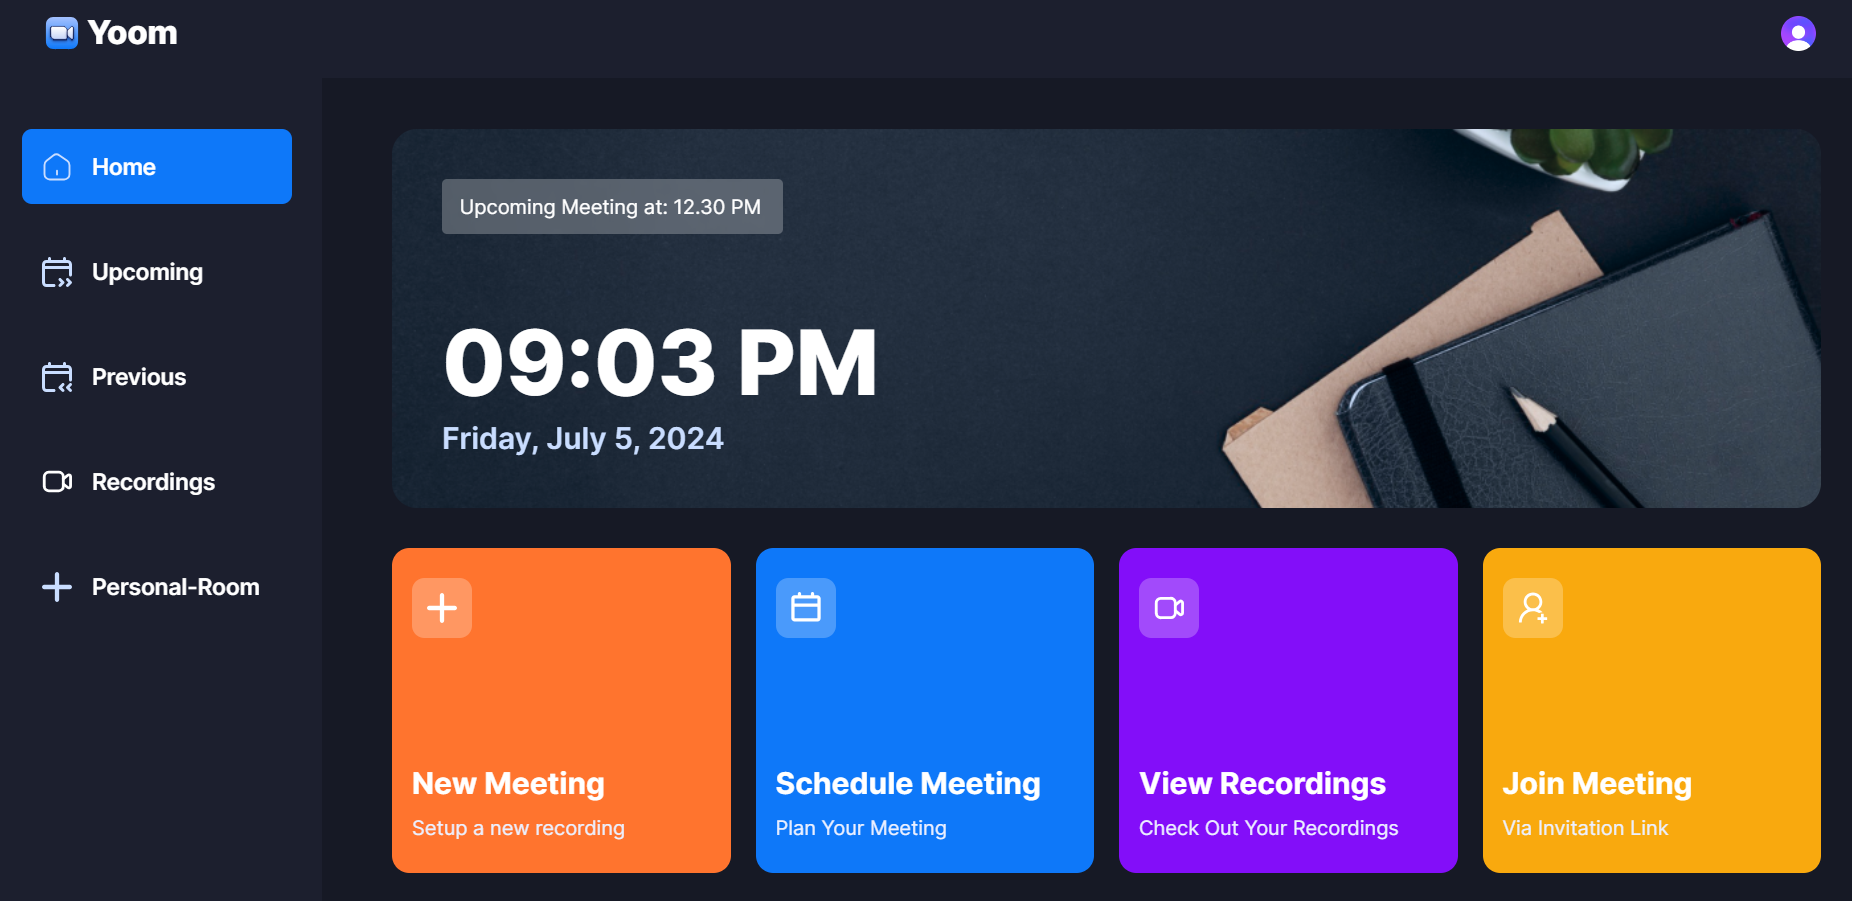 Yoom
Home
Upcoming
Previous
Recordings
Personal-Room
Upcoming Meeting at: 12.30 PM
09:03 PM
Friday, July 5, 2024
New Meeting
Setup a new recording
Schedule Meeting
Plan Your Meeting
View Recordings
Check Out Your Recordings
Join Meeting
Via Invitation Link